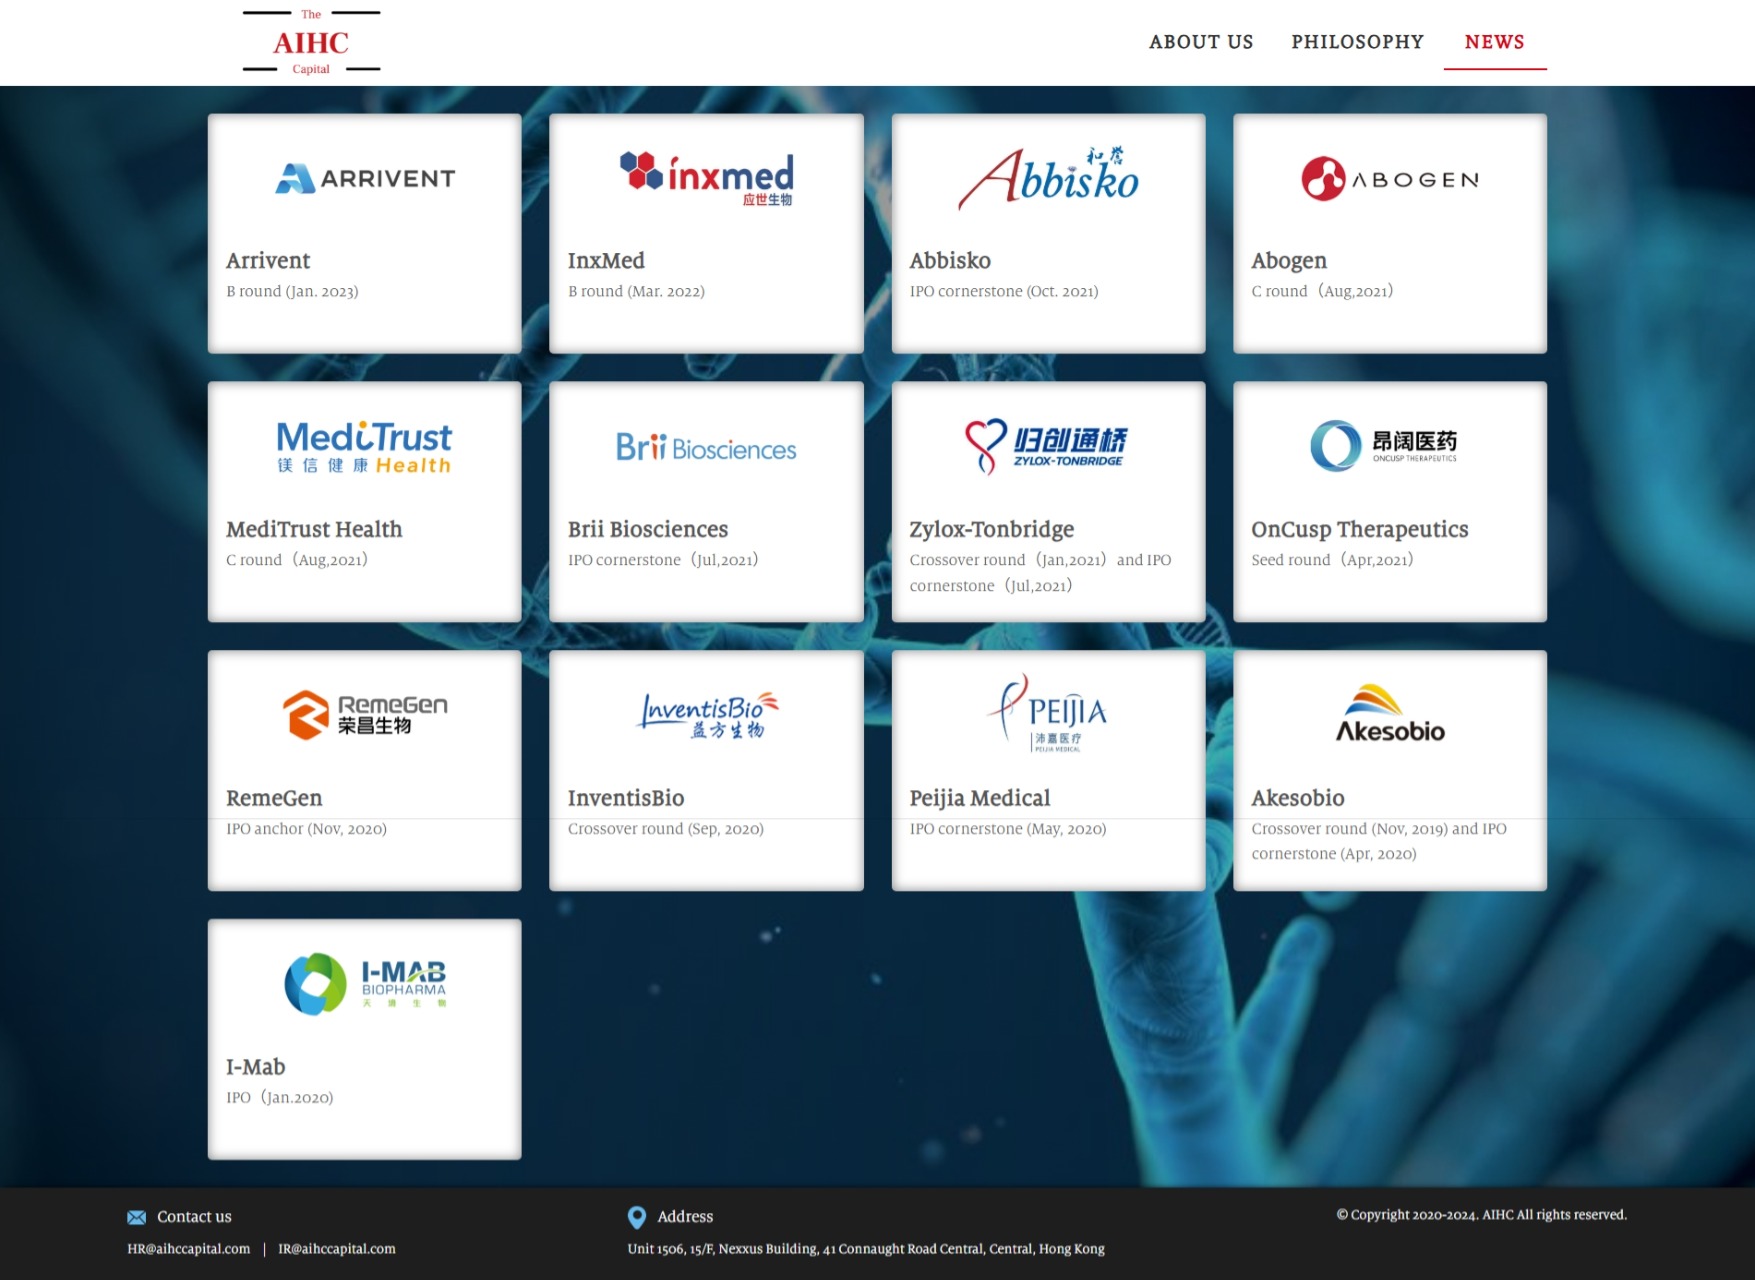 The
AIHC
Capital
ABOUT US
PHILOSOPHY
NEWS
ARRIVENT
Arrivent
B round (Jan. 2023)
inxmed
应世生物
InxMed
B round (Mar. 2022)
和誉
Abbisko
Abbisko
IPO cornerstone (Oct. 2021)
ABOGEN
Abogen
C round（Aug,2021）
MediTrust
镁信健康 Health
MediTrust Health
C round（Aug,2021）
Brii Biosciences
Brii Biosciences
IPO cornerstone（Jul,2021）
归创通桥
ZYLOX-TONBRIDGE
Zylox-Tonbridge
Crossover round（Jan,2021）and IPO
cornerstone（Jul,2021）
昂阔医药
ONCUSP THERAPEUTICS
OnCusp Therapeutics
Seed round（Apr,2021）
RemeGen
荣昌生物
RemeGen
IPO anchor (Nov, 2020)
InventisBio
益方生物
InventisBio
Crossover round (Sep, 2020)
PEIJIA
沛嘉医疗
PEIJIA MEDICAL
Peijia Medical
IPO cornerstone (May, 2020)
Akesobio
Akesobio
Crossover round (Nov, 2019) and IPO
cornerstone (Apr, 2020)
I-MAB
BIOPHARMA
天境生物
I-Mab
IPO（Jan.2020)
Contact us
HR@aihccapital.com | IR@aihccapital.com
Address
Unit 1506, 15/F, Nexxus Building, 41 Connaught Road Central, Central, Hong Kong
© Copyright 2020-2024. AIHC All rights reserved.